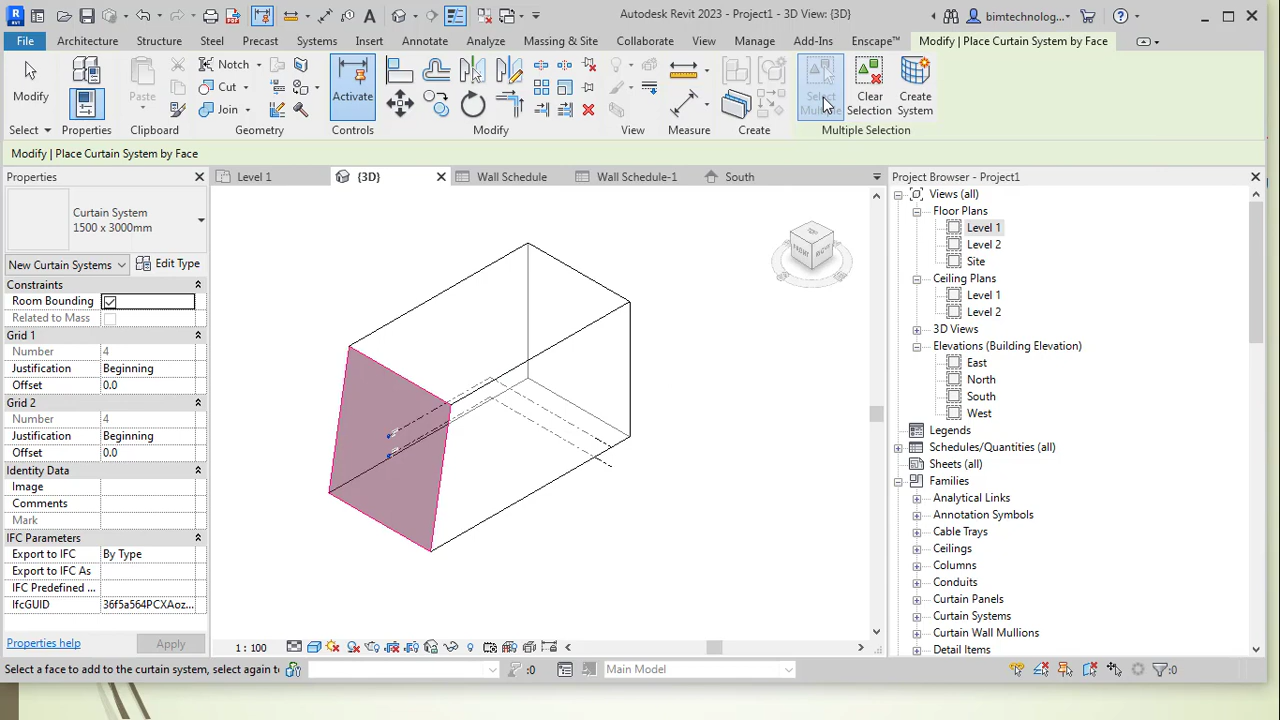 Autodesk Revit 25 - Project1 - 3D View: {3D}
bimtechnolog...
File Architecture Structure Steel Precast Systems Insert Annotate Analyze Massing & Site Collaborate View Manage Add-Ins Enscape™ Modify | Place Curtain System by Face
Modify
Paste
Notch
Cut
Join
Activate
Select Multiple
Clear Selection
Create System
Select Properties Clipboard Geometry Controls Modify View Measure Create Multiple Selection
Modify | Place Curtain System by Face
Properties
Level 1 {3D} Wall Schedule Wall Schedule-1 South
Project Browser - Project1
Curtain System
1500 x 3000mm
New Curtain Systems Edit Type
Constraints
Room Bounding
Related to Mass
Grid 1
Number 4
Justification Beginning
Offset 0.0
Grid 2
Number 4
Justification Beginning
Offset 0.0
Identity Data
Image
Comments
Mark
IFC Parameters
Export to IFC By Type
Export to IFC As
IFC Predefined ...
IfcGUID 36f5a564PCXAoz...
Properties help Apply
FRONT
1 : 100
Views (all)
Floor Plans
Level 1
Level 2
Site
Ceiling Plans
Level 1
Level 2
3D Views
Elevations (Building Elevation)
East
North
South
West
Legends
Schedules/Quantities (all)
Sheets (all)
Families
Analytical Links
Annotation Symbols
Cable Trays
Ceilings
Columns
Conduits
Curtain Panels
Curtain Systems
Curtain Wall Mullions
Detail Items
Select a face to add to the curtain system, select again to :0 Main Model :0